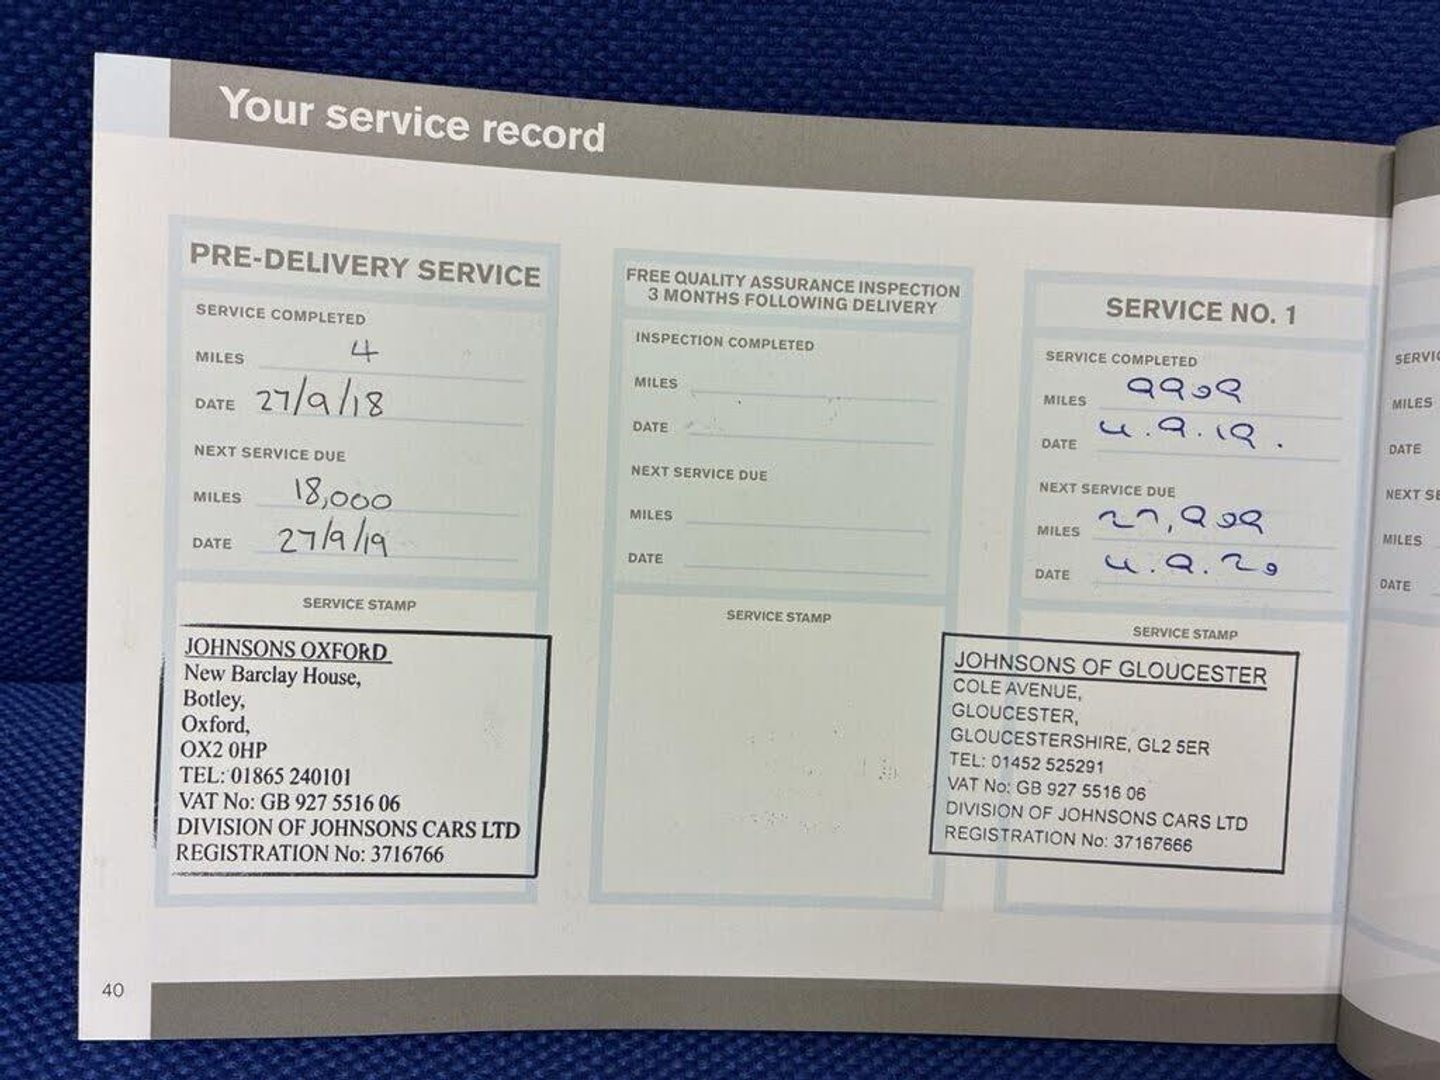 Your service record
PRE-DELIVERY SERVICE
SERVICE COMPLETED
MILES 4
DATE 27/9/18
NEXT SERVICE DUE
MILES 18,000
DATE 27/9/19
SERVICE STAMP
JOHNSONS OXFORD
New Barclay House,
Botley,
Oxford,
OX2 0HP
TEL: 01865 240101
VAT No: GB 927 5516 06
DIVISION OF JOHNSONS CARS LTD
REGISTRATION No: 3716766
FREE QUALITY ASSURANCE INSPECTION
3 MONTHS FOLLOWING DELIVERY
INSPECTION COMPLETED
MILES
DATE
NEXT SERVICE DUE
MILES
DATE
SERVICE STAMP
SERVICE NO. 1
SERVICE COMPLETED
MILES 9909
DATE 4.9.19.
NEXT SERVICE DUE
MILES 27,909
DATE 4.9.20
SERVICE STAMP
JOHNSONS OF GLOUCESTER
COLE AVENUE,
GLOUCESTER,
GLOUCESTERSHIRE, GL2 5ER
TEL: 01452 525291
VAT No: GB 927 5516 06
DIVISION OF JOHNSONS CARS LTD
REGISTRATION No: 37167666
MILES
DATE
MILES
DATE
40